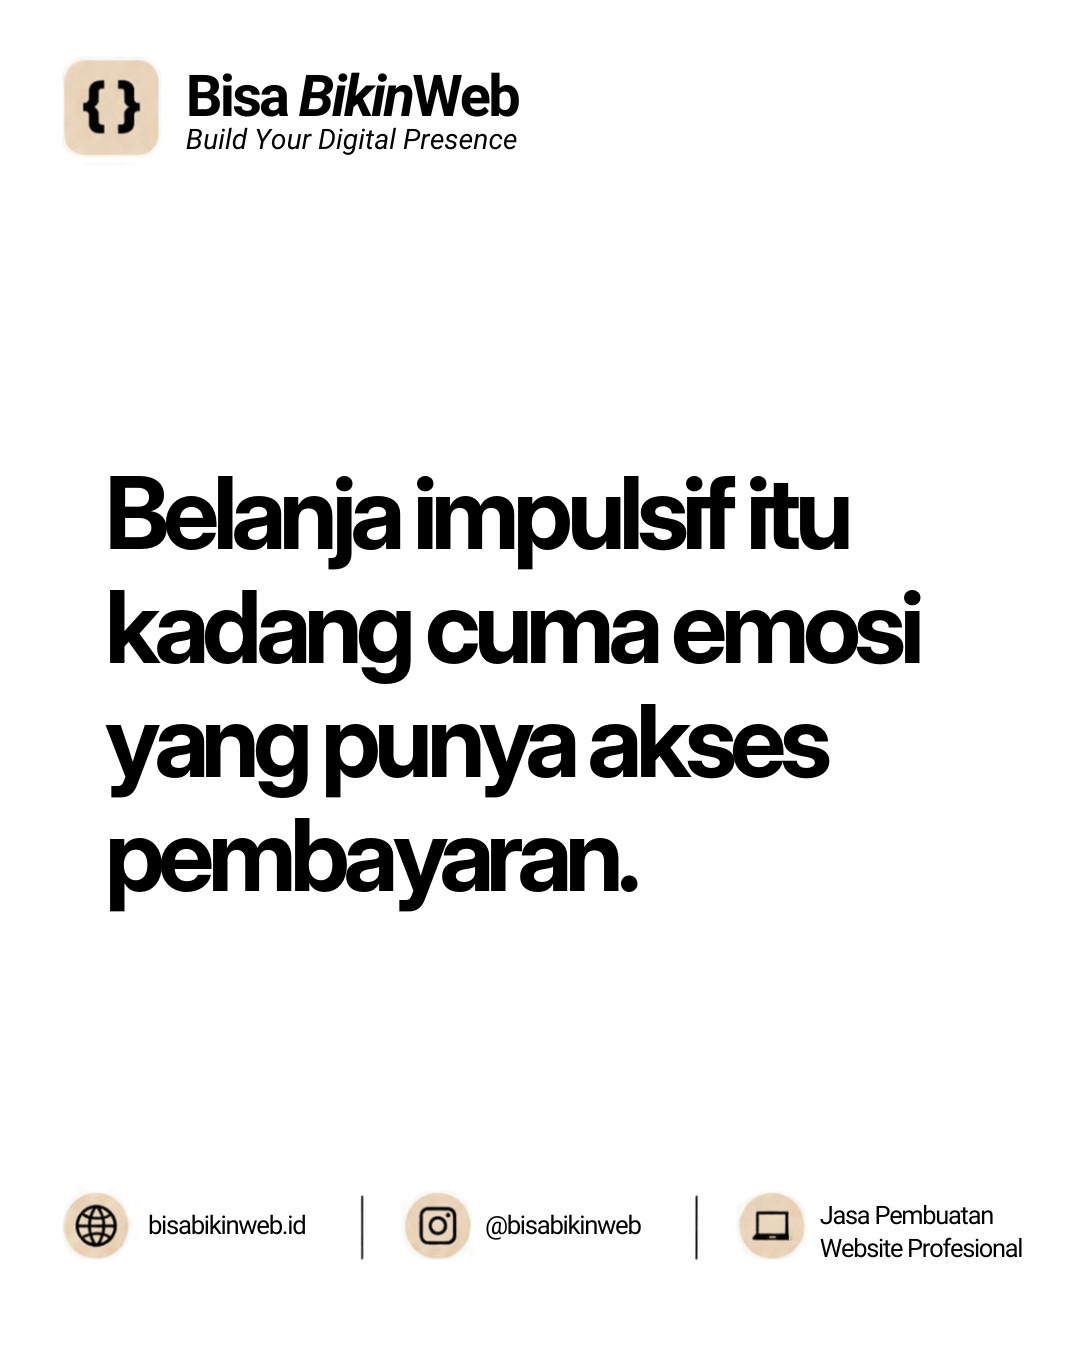 { }
Bisa BikinWeb
Build Your Digital Presence
Belanja impulsif itu
kadang cuma emosi
yang punya akses
pembayaran.
bisabikinweb.id
@bisabikinweb
Jasa Pembuatan
Website Profesional